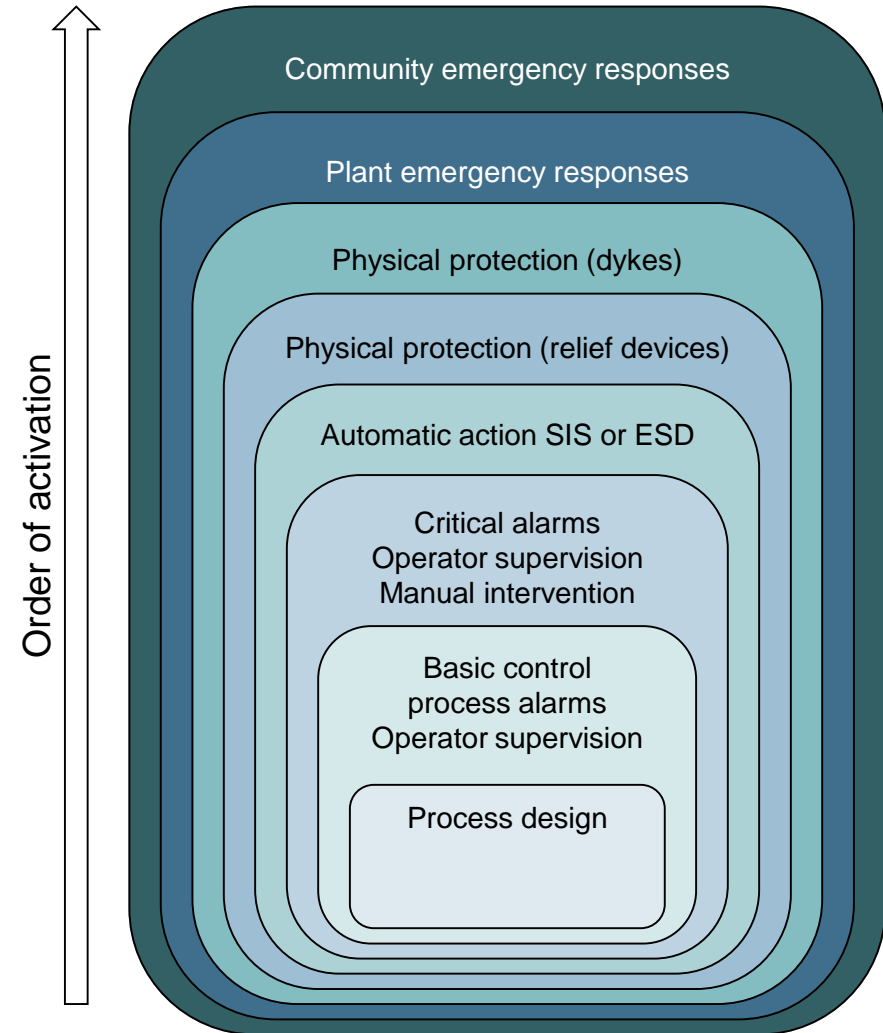 Order of activation
Community emergency responses
Plant emergency responses
Physical protection (dykes)
Physical protection (relief devices)
Automatic action SIS or ESD
Critical alarms
Operator supervision
Manual intervention
Basic control
process alarms
Operator supervision
Process design